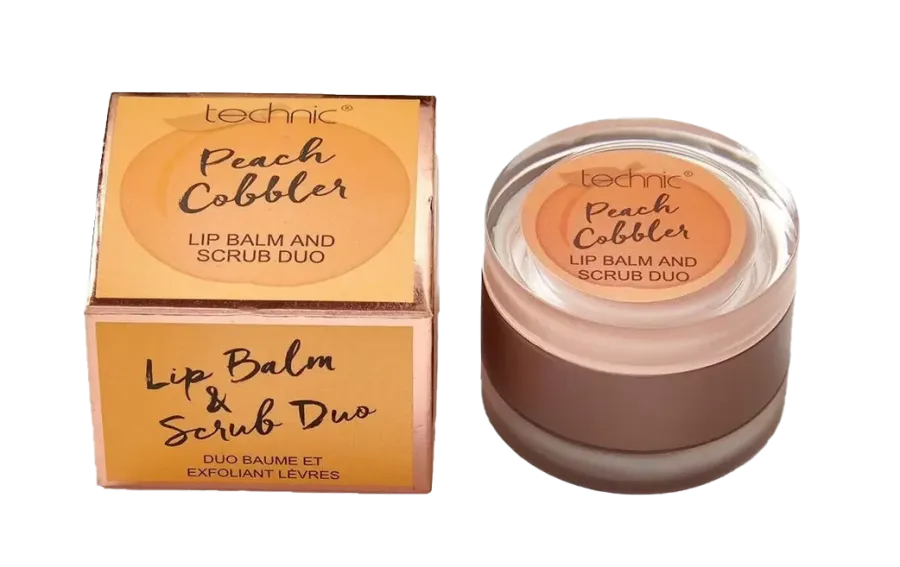 technic®
Peach
Cobbler
LIP BALM AND
SCRUB DUO
Lip Balm
&
Scrub Duo
DUO BAUME ET
EXFOLIANT LÈVRES
technic®
Peach
Cobbler
LIP BALM AND
SCRUB DUO